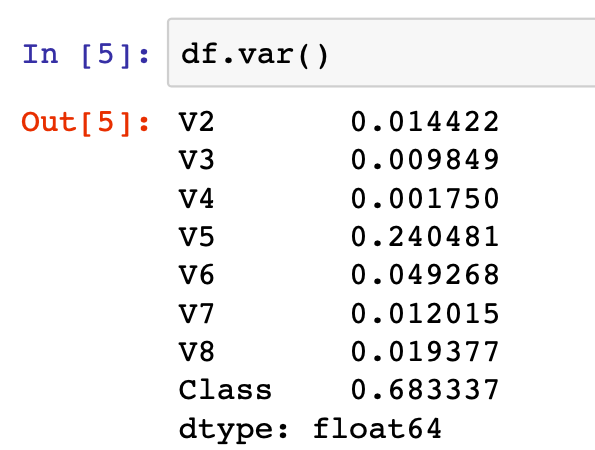 In [5]: df.var()
Out[5]: V2 0.014422
V3 0.009849
V4 0.001750
V5 0.240481
V6 0.049268
V7 0.012015
V8 0.019377
Class 0.683337
dtype: float64